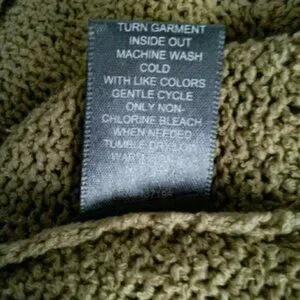 TURN GARMENT
INSIDE OUT
MACHINE WASH
COLD
WITH LIKE COLORS
GENTLE CYCLE
ONLY NON-
CHLORINE BLEACH
WHEN NEEDED
TUMBLE DRY LOW